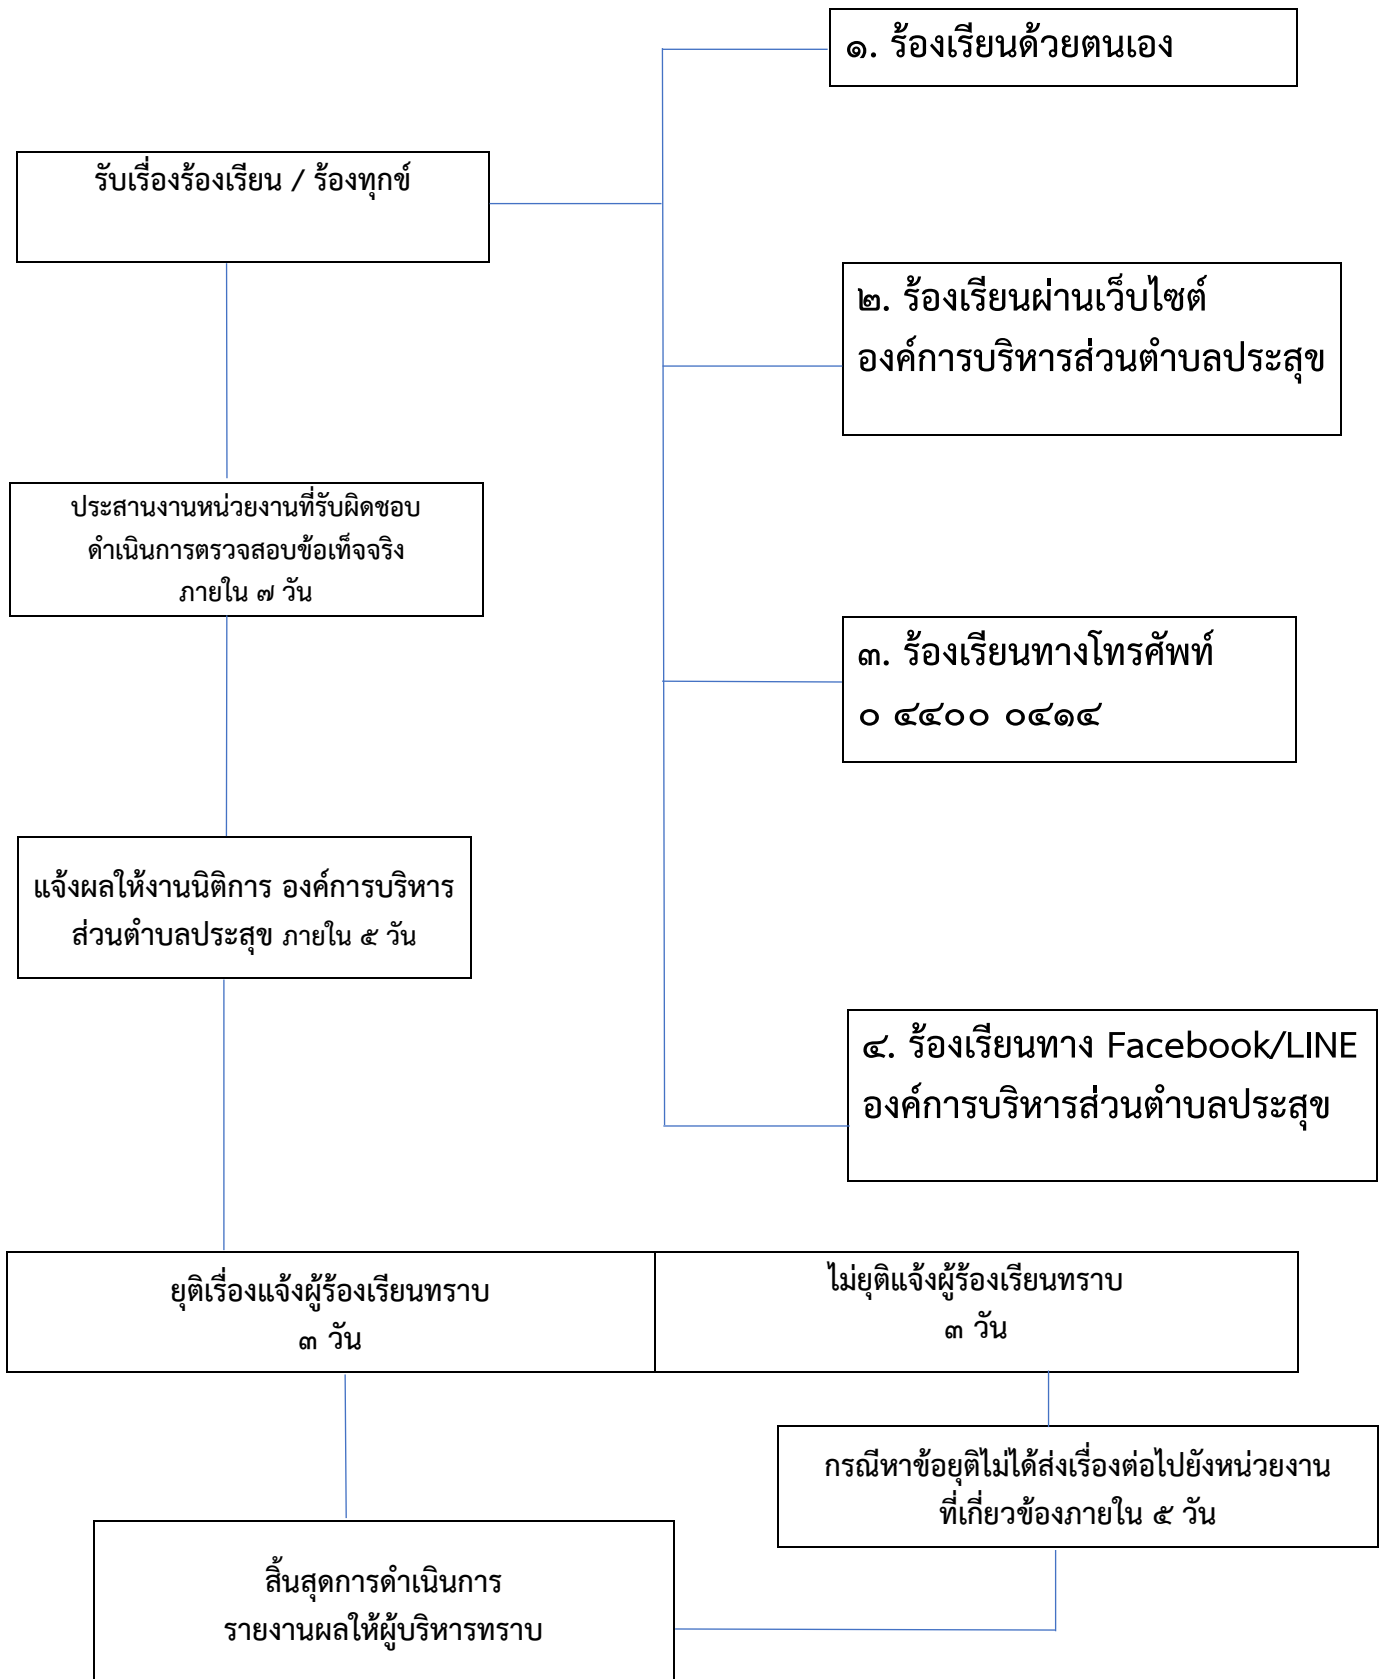 ๑. ร้องเรียนด้วยตนเอง
รับเรื่องร้องเรียน / ร้องทุกข์
๒. ร้องเรียนผ่านเว็บไซต์
องค์การบริหารส่วนตำบลประสุข
ประสานงานหน่วยงานที่รับผิดชอบ
ดำเนินการตรวจสอบข้อเท็จจริง
ภายใน ๗ วัน
๓. ร้องเรียนทางโทรศัพท์
๐ ๔๔๐๐ ๐๔๑๔
แจ้งผลให้งานนิติการ องค์การบริหาร
ส่วนตำบลประสุข ภายใน ๕ วัน
๔. ร้องเรียนทาง Facebook/LINE
องค์การบริหารส่วนตำบลประสุข
ยุติเรื่องแจ้งผู้ร้องเรียนทราบ
๓ วัน
ไม่ยุติแจ้งผู้ร้องเรียนทราบ
๓ วัน
กรณีหาข้อยุติไม่ได้ส่งเรื่องต่อไปยังหน่วยงาน
ที่เกี่ยวข้องภายใน ๕ วัน
สิ้นสุดการดำเนินการ
รายงานผลให้ผู้บริหารทราบ